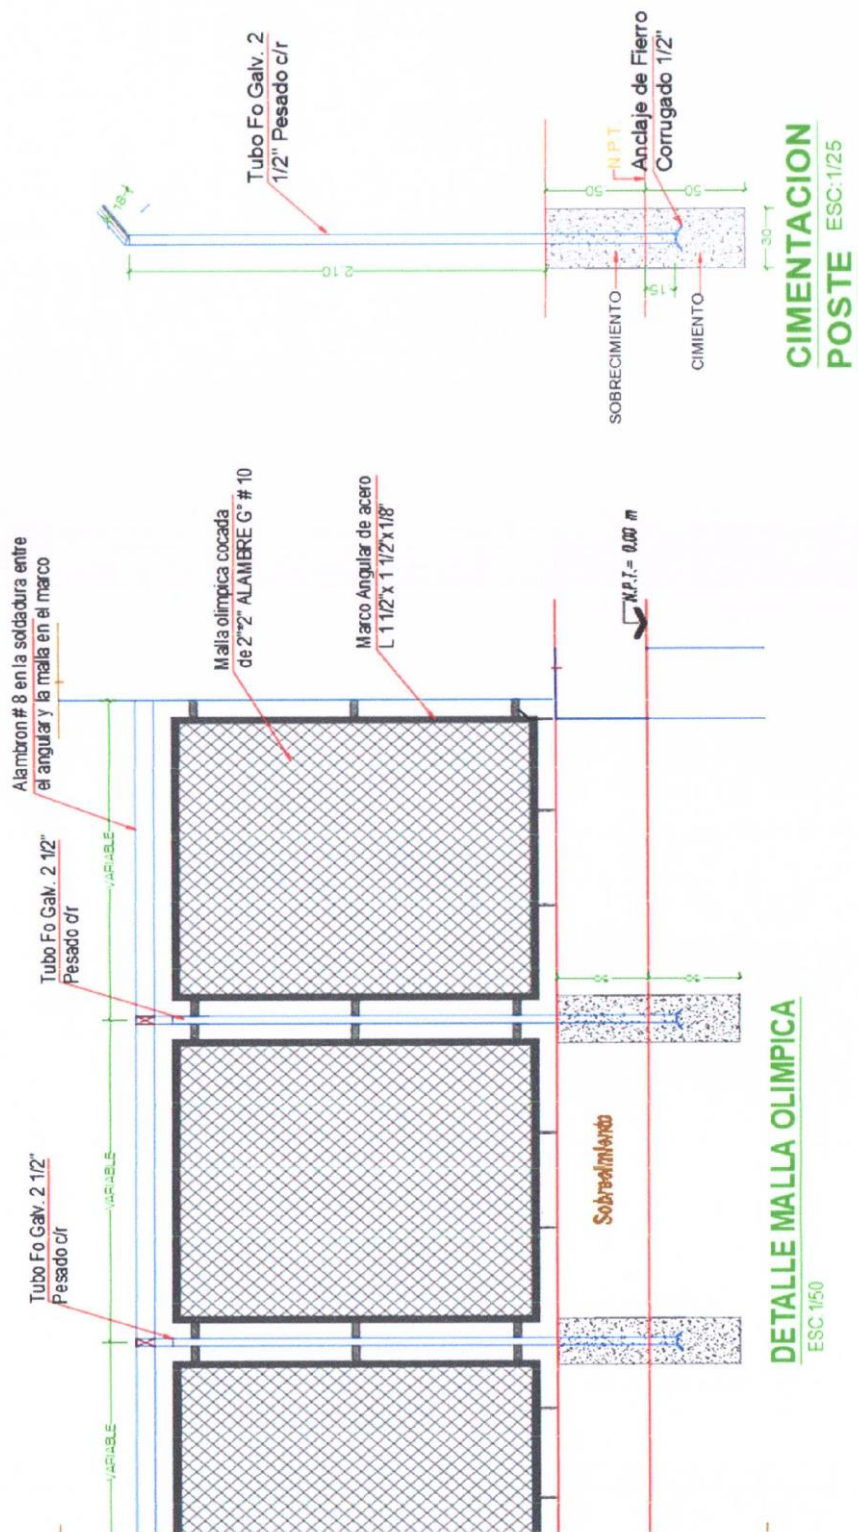 Alambron # 8 en la soldadura entre
el angular y la malla en el marco
Tubo Fo Galv. 2 1/2"
Pesado c/r
Tubo Fo Galv. 2 1/2"
Pesado c/r
VARIABLE
VARIABLE
VARIABLE
Malla olimpica cocada
de 2"*2" ALAMBRE G° # 10
Marco Angular de acero
L 1 1/2"x 1 1/2"x1/8"
N.P.T.= 0.00 m
Sobrecimiento
DETALLE MALLA OLIMPICA
ESC 1/50
Tubo Fo Galv. 2
1/2" Pesado c/r
.18
2.10
N.P.T.
Anclaje de Fierro
Corrugado 1/2"
.50
.50
.15
.30
SOBRECIMIENTO
CIMIENTO
CIMENTACION
POSTE ESC:1/25